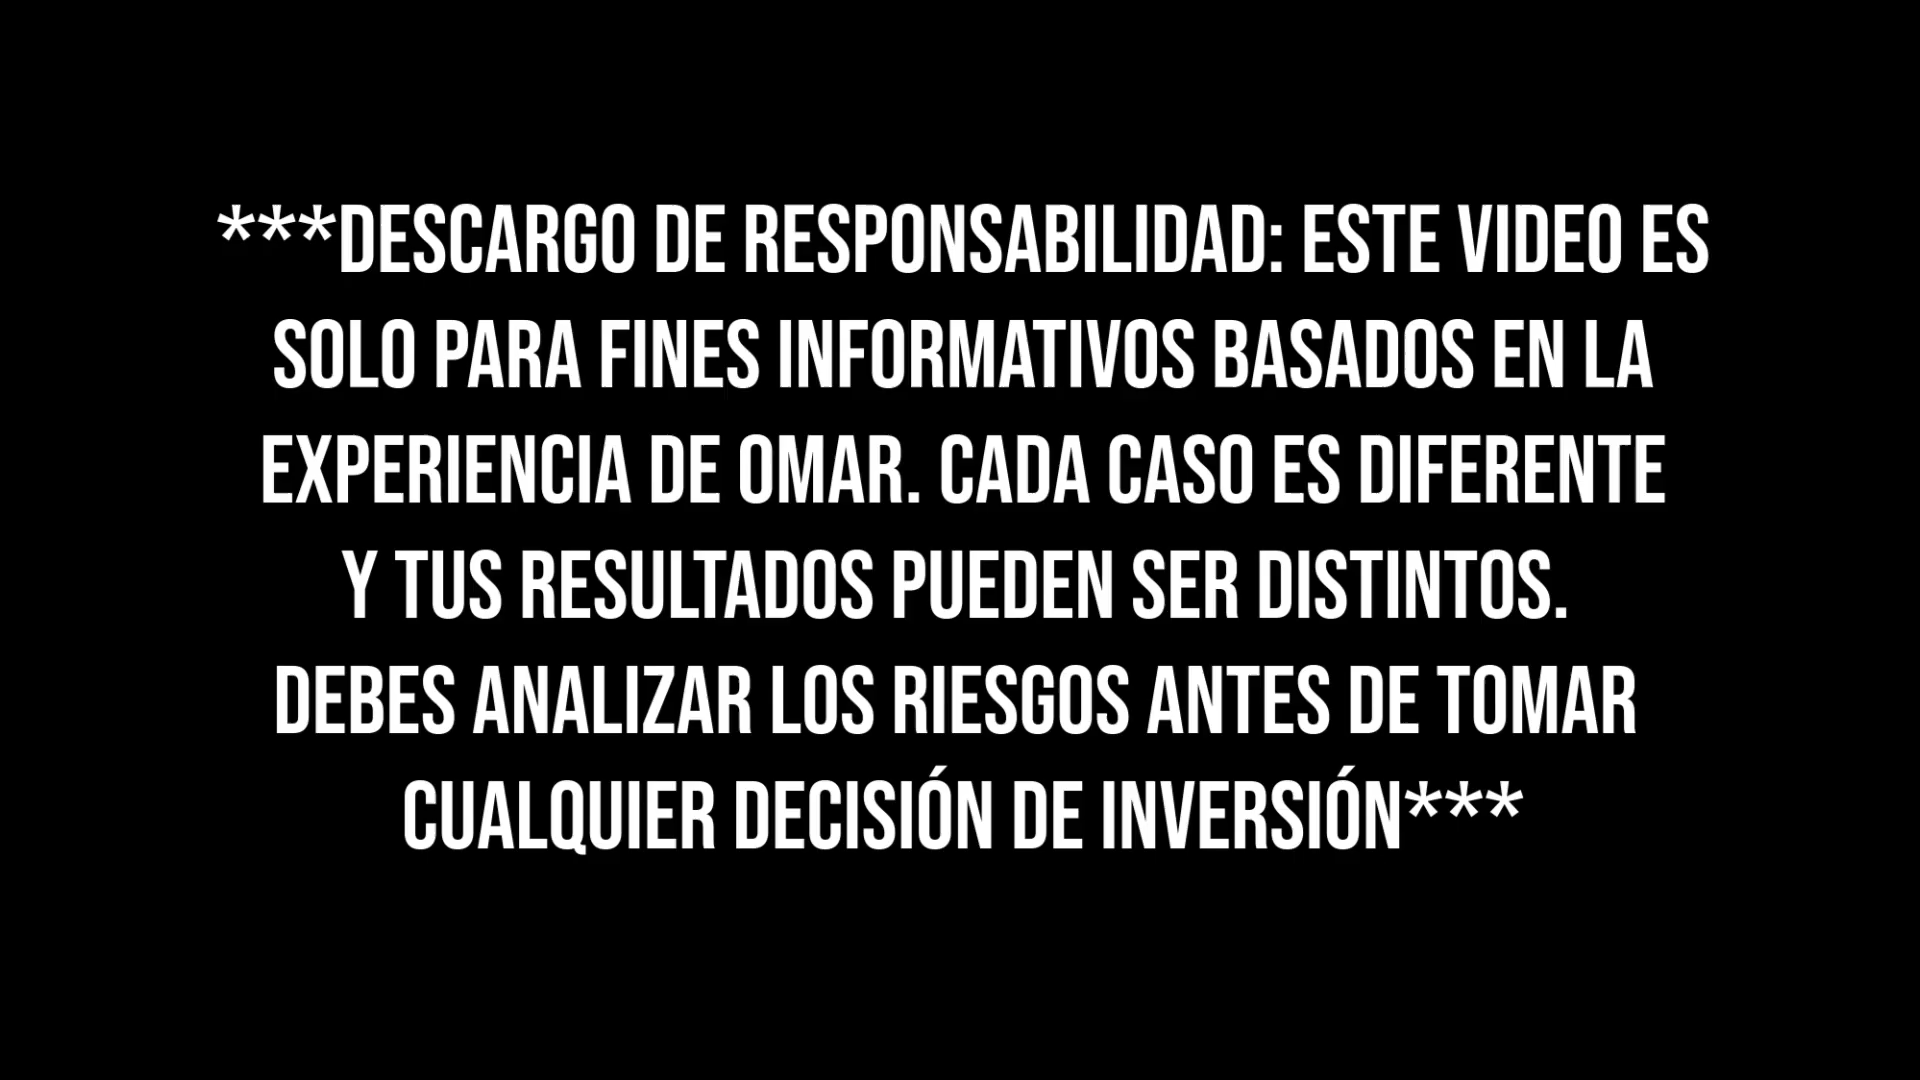 ***DESCARGO DE RESPONSABILIDAD: ESTE VIDEO ES
SOLO PARA FINES INFORMATIVOS BASADOS EN LA
EXPERIENCIA DE OMAR. CADA CASO ES DIFERENTE
Y TUS RESULTADOS PUEDEN SER DISTINTOS.
DEBES ANALIZAR LOS RIESGOS ANTES DE TOMAR
CUALQUIER DECISIÓN DE INVERSIÓN***